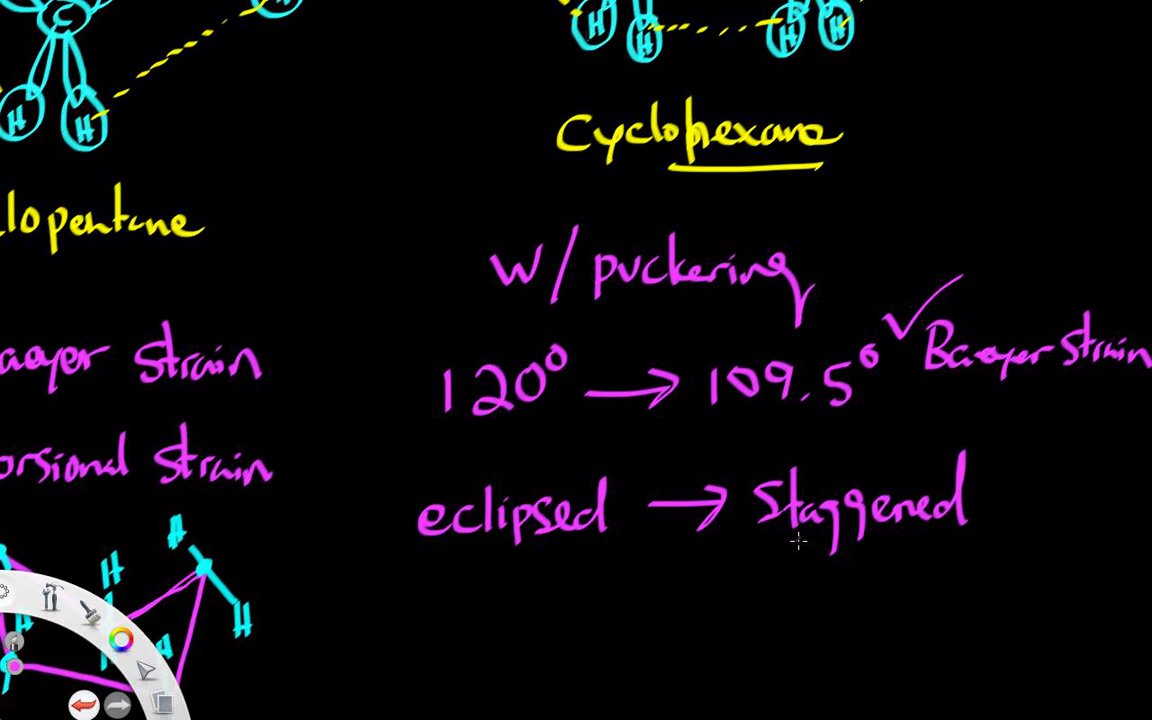 C
H
H
H
H
H
H
Cyclohexane
lopentane
w/ puckering
120° → 109.5° ✓ Baeyer Strain
aeyer Strain
eclipsed → Staggered
orsional Strain
H
H
H
H
H